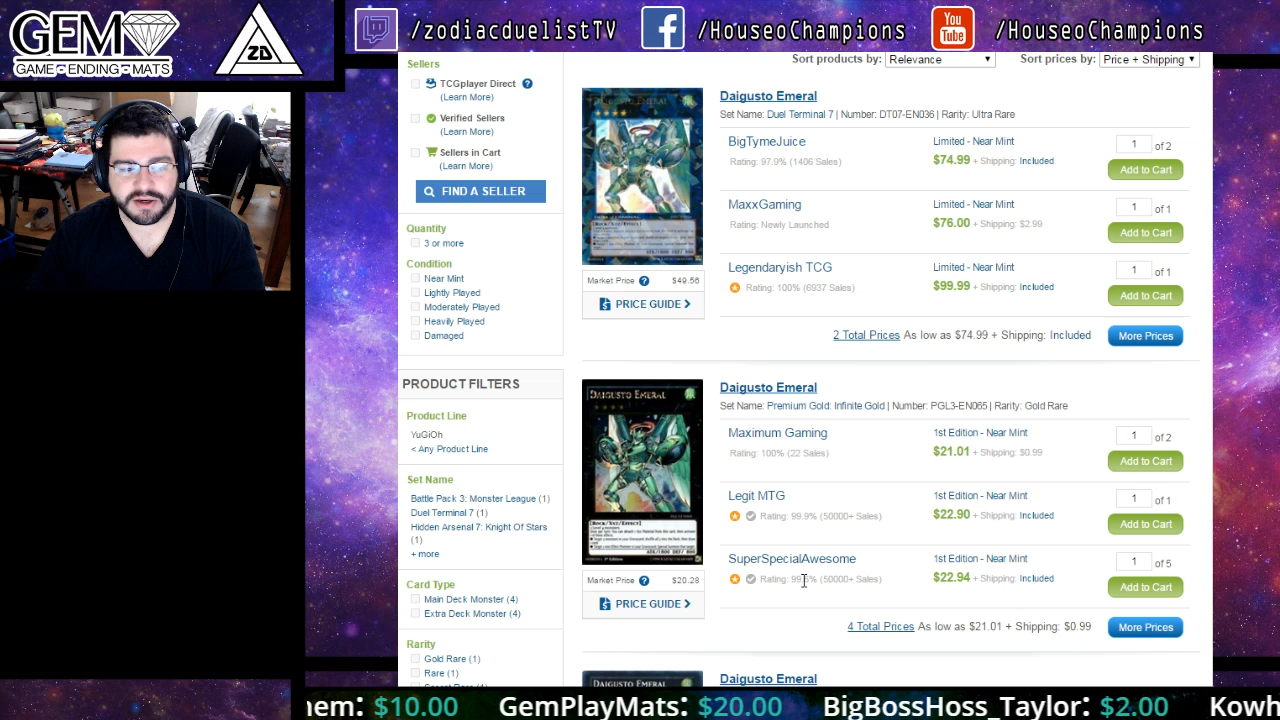 GEM
GAME-ENDING-MATS
ZD
/zodiacduelistTV
/HouseoChampions
You Tube
/HouseoChampions
Sort products by: Relevance
Sort prices by: Price + Shipping
Sellers
TCGplayer Direct
(Learn More)
Verified Sellers
(Learn More)
Sellers in Cart
(Learn More)
FIND A SELLER
Quantity
3 or more
Condition
Near Mint
Lightly Played
Moderately Played
Heavily Played
Damaged
PRODUCT FILTERS
Product Line
YuGiOh
< Any Product Line
Set Name
Battle Pack 3: Monster League (1)
Duel Terminal 7 (1)
Hidden Arsenal 7: Knight Of Stars
(1)
+ more
Card Type
Main Deck Monster (4)
Extra Deck Monster (4)
Rarity
Gold Rare (1)
Rare (1)
Daigusto Emeral
Set Name: Duel Terminal 7 | Number: DT07-EN036 | Rarity: Ultra Rare
BigTymeJuice
Rating: 97.9% (1406 Sales)
Limited - Near Mint
$74.99 + Shipping: Included
1 of 2
Add to Cart
MaxxGaming
Rating: Newly Launched
Limited - Near Mint
$76.00 + Shipping: $2.99
1 of 1
Add to Cart
Legendaryish TCG
Rating: 100% (6937 Sales)
Limited - Near Mint
$99.99 + Shipping: Included
1 of 1
Add to Cart
Market Price ? $49.56
PRICE GUIDE
2 Total Prices As low as $74.99 + Shipping: Included
More Prices
DAIGUSTO EMERAL
Daigusto Emeral
Set Name: Premium Gold: Infinite Gold | Number: PGL3-EN065 | Rarity: Gold Rare
Maximum Gaming
Rating: 100% (22 Sales)
1st Edition - Near Mint
$21.01 + Shipping: $0.99
1 of 2
Add to Cart
Legit MTG
Rating: 99.9% (50000+ Sales)
1st Edition - Near Mint
$22.90 + Shipping: Included
1 of 1
Add to Cart
SuperSpecialAwesome
Rating: (50000+ Sales)
1st Edition - Near Mint
$22.94 + Shipping: Included
1 of 5
Add to Cart
Market Price ? $20.28
PRICE GUIDE
4 Total Prices As low as $21.01 + Shipping: $0.99
More Prices
DAIGUSTO EMERAL
Daigusto Emeral
nem: $10.00 GemPlayMats: $20.00 BigBossHoss_Taylor: $2.00 Kowh